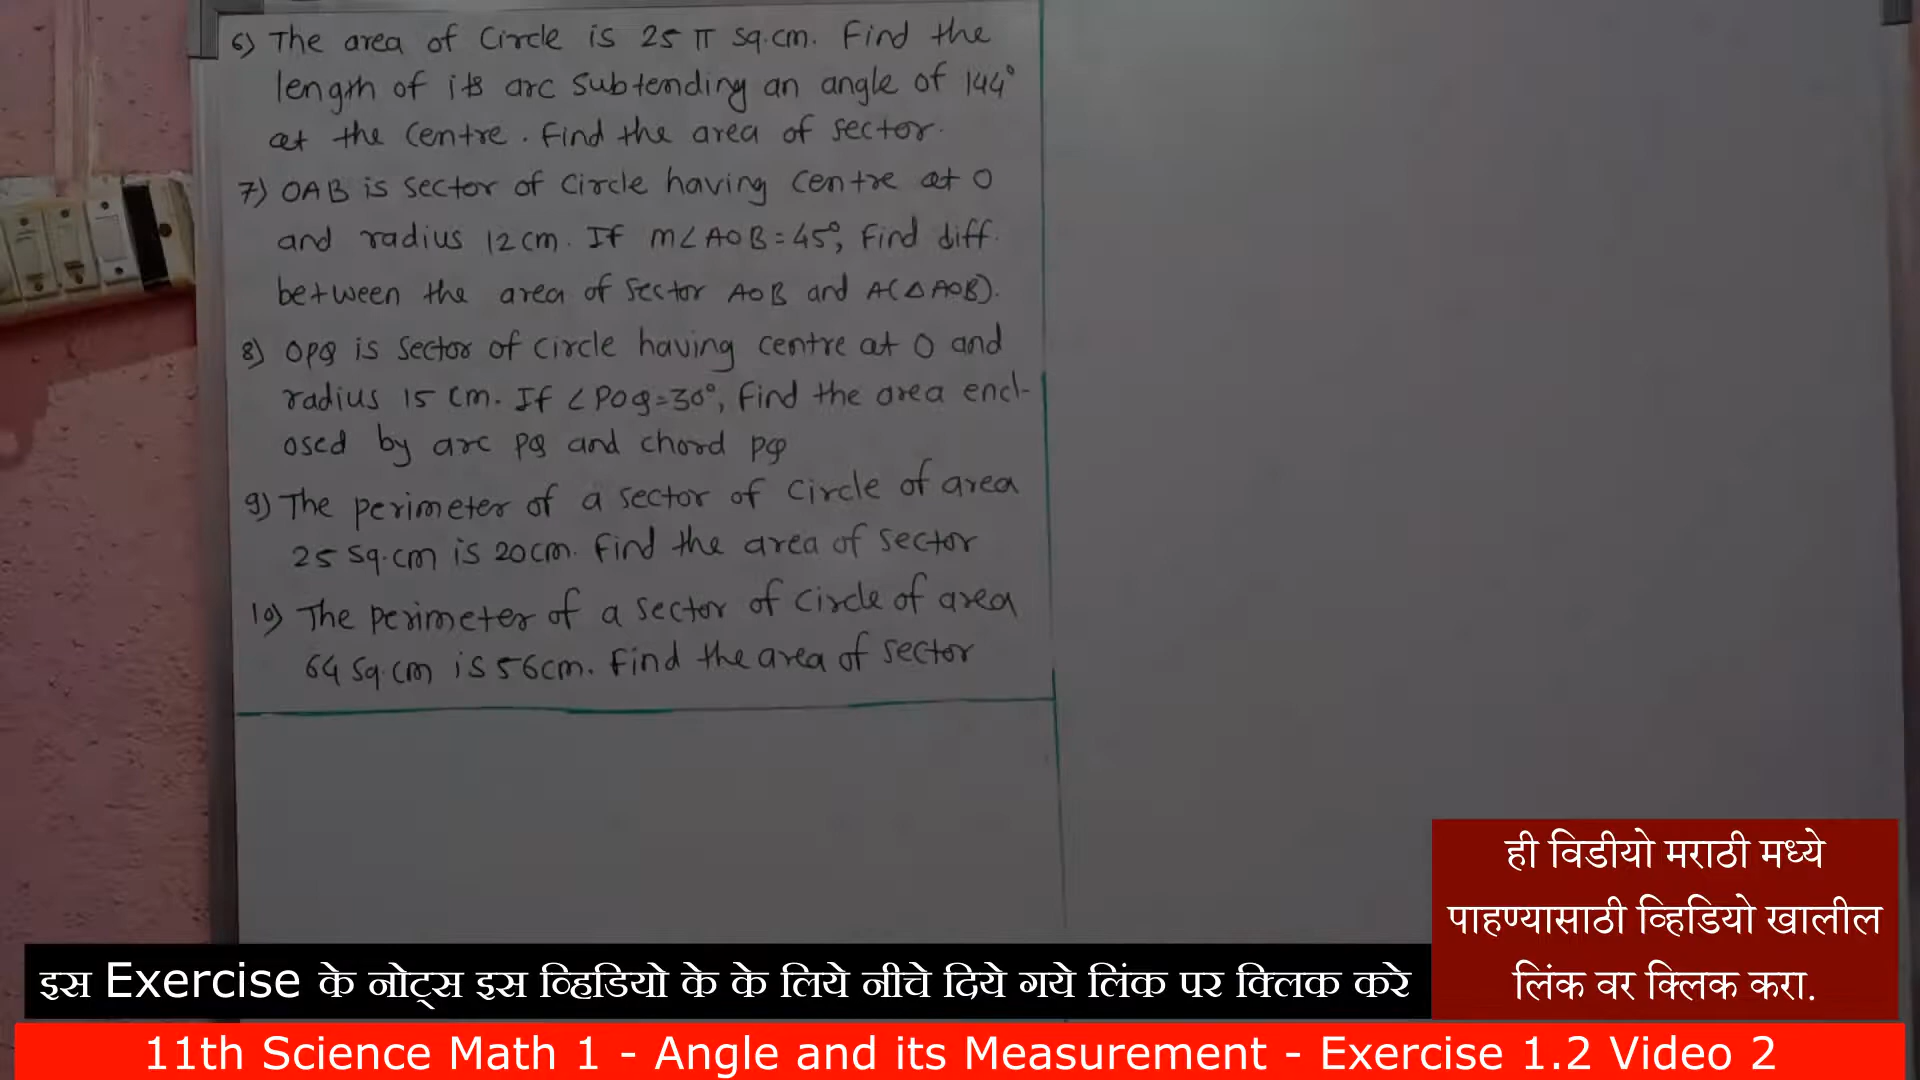 6) The area of Circle is 25 π sq.cm. Find the
length of its arc subtending an angle of 144°
at the centre. Find the area of sector.
7) OAB is sector of circle having centre at O
and radius 12 cm. If m∠AOB = 45°, Find diff.
between the area of sector AOB and A(△AOB).
8) OPQ is sector of circle having centre at O and
radius 15 cm. If ∠POQ=30°, Find the area encl-
osed by arc PQ and chord PQ
9) The perimeter of a sector of circle of area
25 sq.cm is 20cm. Find the area of sector
10) The perimeter of a sector of circle of area
64 sq.cm is 56cm. Find the area of sector
ही विडीयो मराठी मध्ये
पाहण्यासाठी व्हिडियो खालील
लिंक वर क्लिक करा.
इस Exercise के नोट्स इस व्हिडियो के के लिये नीचे दिये गये लिंक पर क्लिक करे
11th Science Math 1 - Angle and its Measurement - Exercise 1.2 Video 2